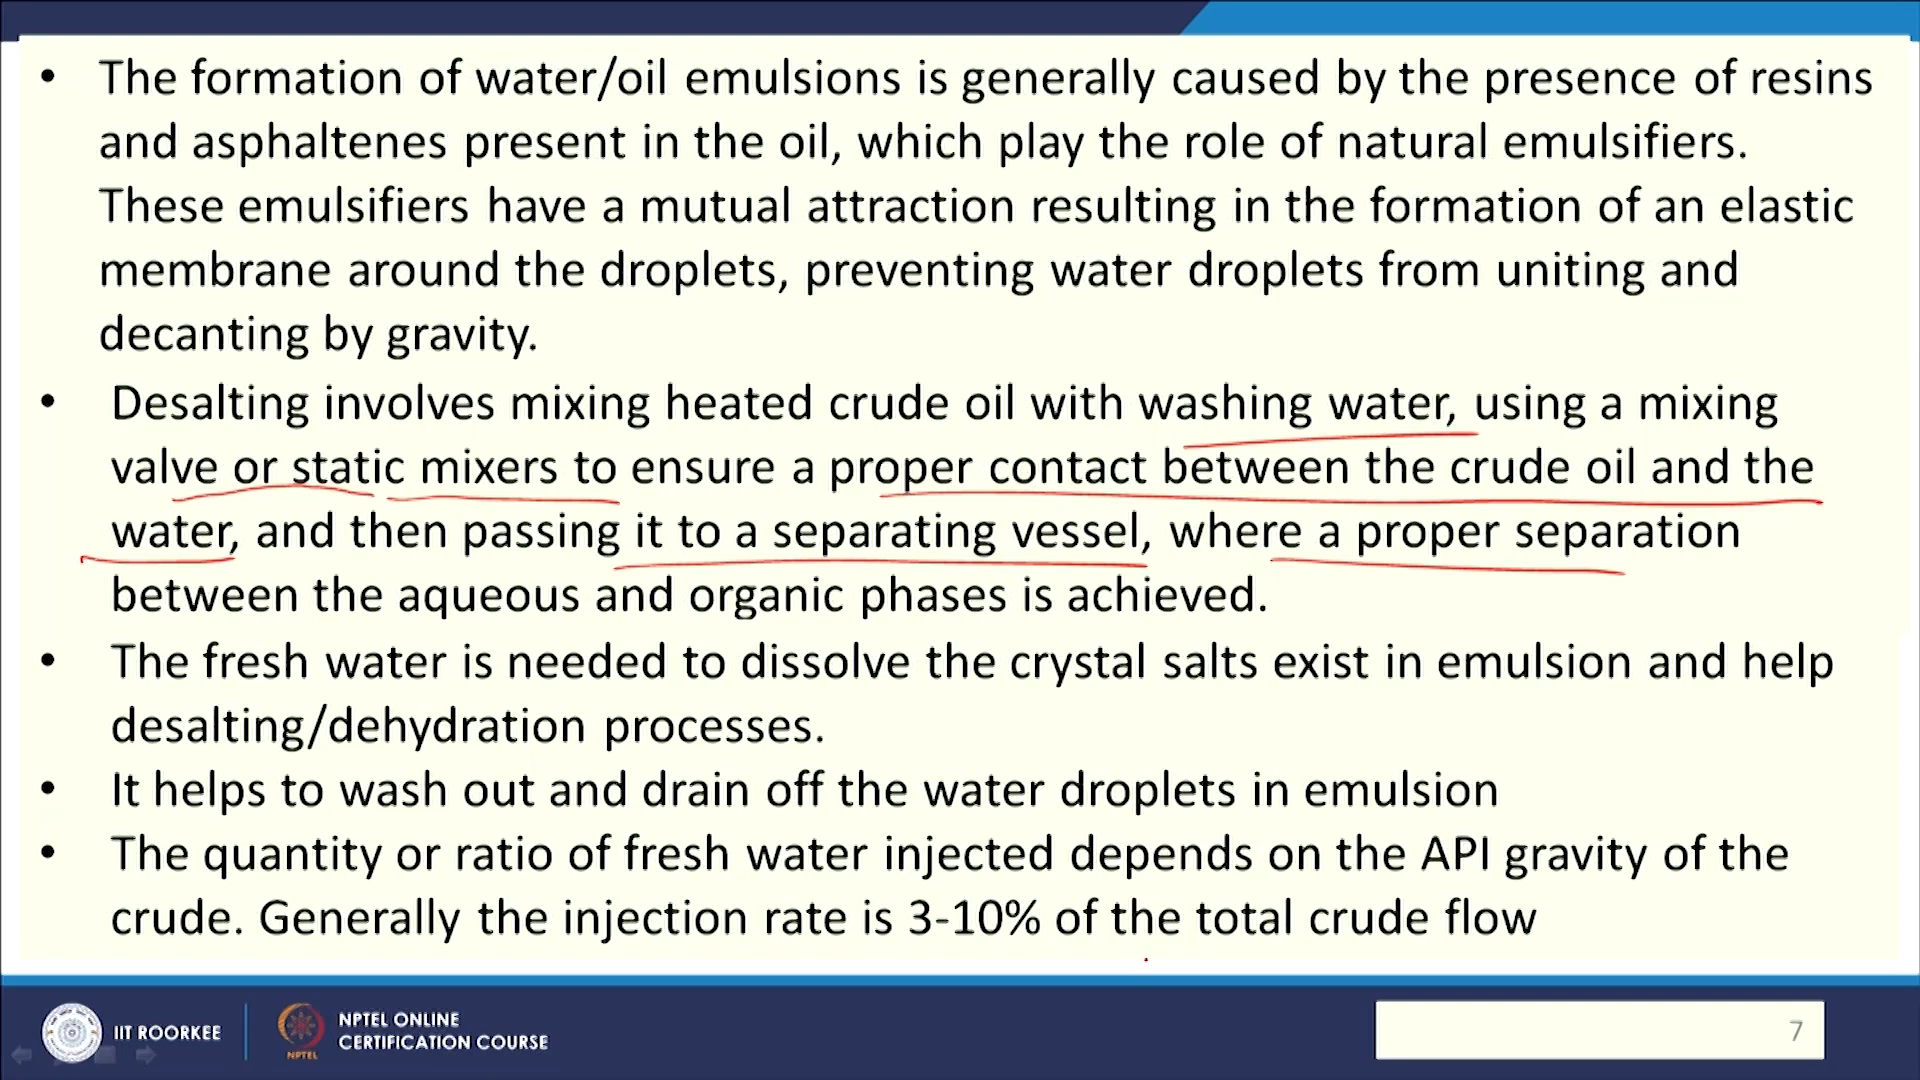 • The formation of water/oil emulsions is generally caused by the presence of resins
and asphaltenes present in the oil, which play the role of natural emulsifiers.
These emulsifiers have a mutual attraction resulting in the formation of an elastic
membrane around the droplets, preventing water droplets from uniting and
decanting by gravity.
• Desalting involves mixing heated crude oil with washing water, using a mixing
valve or static mixers to ensure a proper contact between the crude oil and the
water, and then passing it to a separating vessel, where a proper separation
between the aqueous and organic phases is achieved.
• The fresh water is needed to dissolve the crystal salts exist in emulsion and help
desalting/dehydration processes.
• It helps to wash out and drain off the water droplets in emulsion
• The quantity or ratio of fresh water injected depends on the API gravity of the
crude. Generally the injection rate is 3-10% of the total crude flow
IIT ROORKEE
NPTEL
NPTEL ONLINE
CERTIFICATION COURSE
7